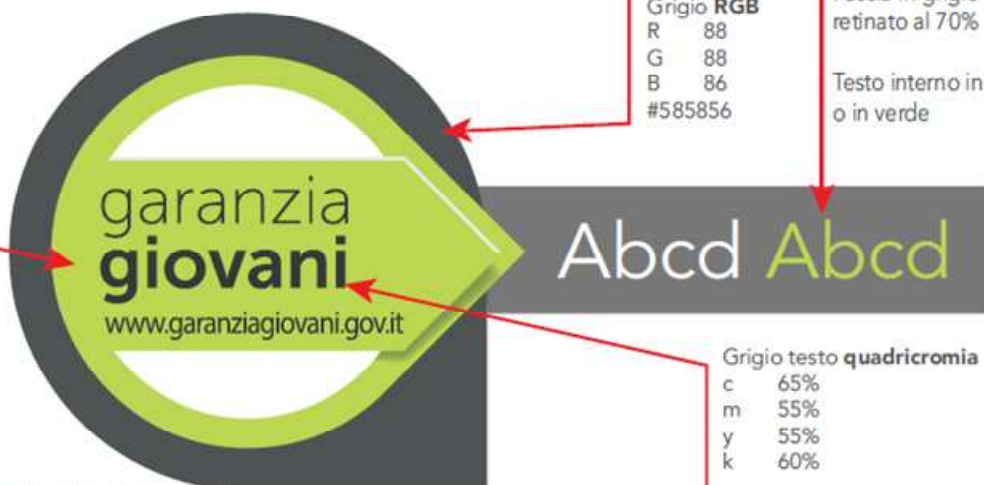 Grigio RGB
R 88
G 88
B 86
#585856
retinato al 70%
Testo interno in
o in verde
garanzia
giovani
www.garanziagiovani.gov.it
Abcd Abcd
Grigio testo quadricromia
c 65%
m 55%
y 55%
k 60%